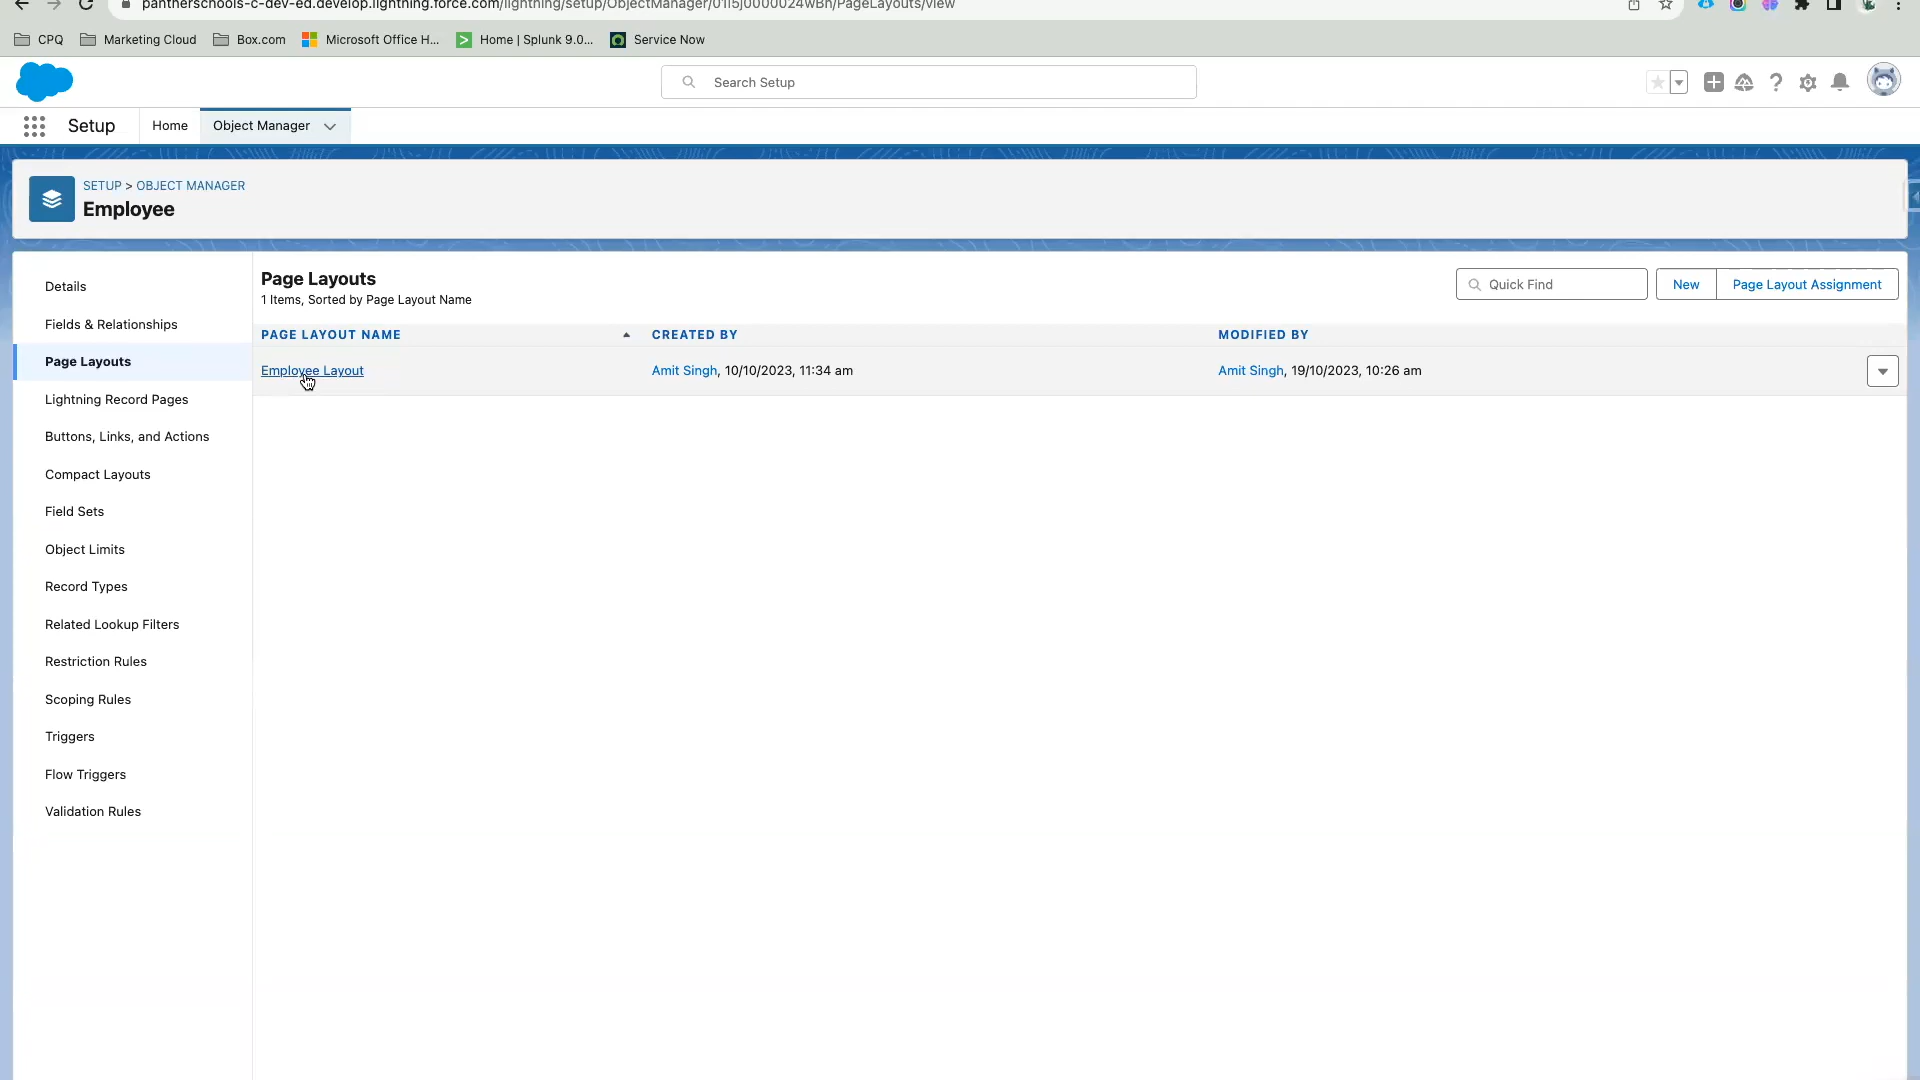 pantherschools-c-dev-ed.develop.lightning.force.com/lightning/setup/ObjectManager/01I5j0000024wBh/PageLayouts/view
CPQ Marketing Cloud Box.com Microsoft Office H... Home | Splunk 9.0... Service Now
Search Setup
Setup Home Object Manager
SETUP > OBJECT MANAGER
Employee
Details
Fields & Relationships
Page Layouts
Lightning Record Pages
Buttons, Links, and Actions
Compact Layouts
Field Sets
Object Limits
Record Types
Related Lookup Filters
Restriction Rules
Scoping Rules
Triggers
Flow Triggers
Validation Rules
Page Layouts
1 Items, Sorted by Page Layout Name
Quick Find New Page Layout Assignment
PAGE LAYOUT NAME CREATED BY MODIFIED BY
Employee Layout Amit Singh, 10/10/2023, 11:34 am Amit Singh, 19/10/2023, 10:26 am